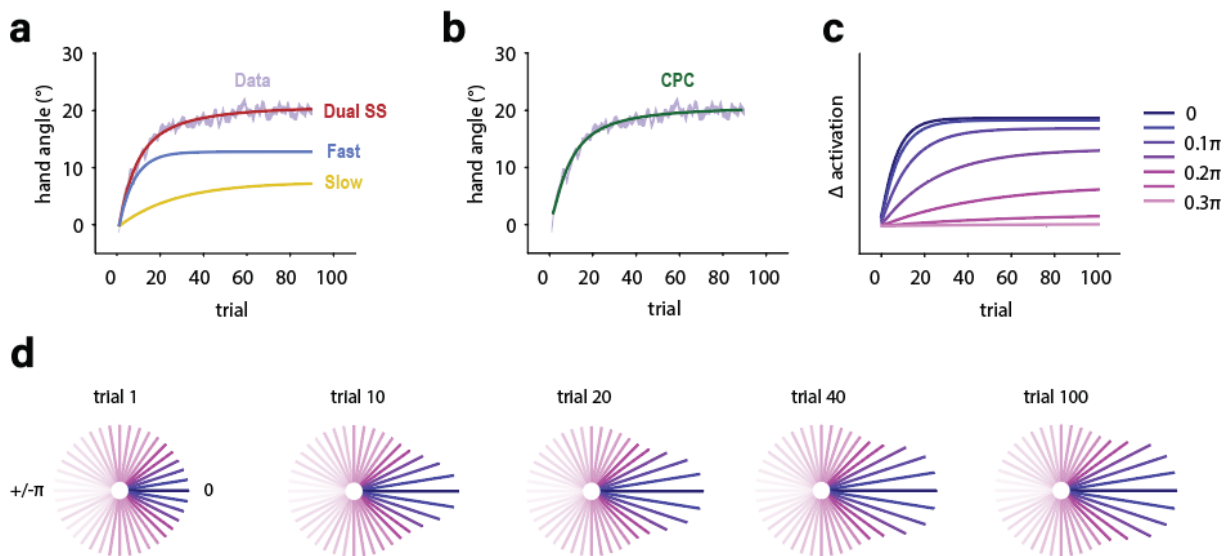 a
30
20
10
0
hand angle (°)
Data
Dual SS
Fast
Slow
0 20 40 60 80 100
trial
b
30
20
10
0
hand angle (°)
CPC
0 20 40 60 80 100
trial
c
Δ activation
0
0.1π
0.2π
0.3π
0 20 40 60 80 100
trial
d
trial 1
trial 10
trial 20
trial 40
trial 100
+/-π
0